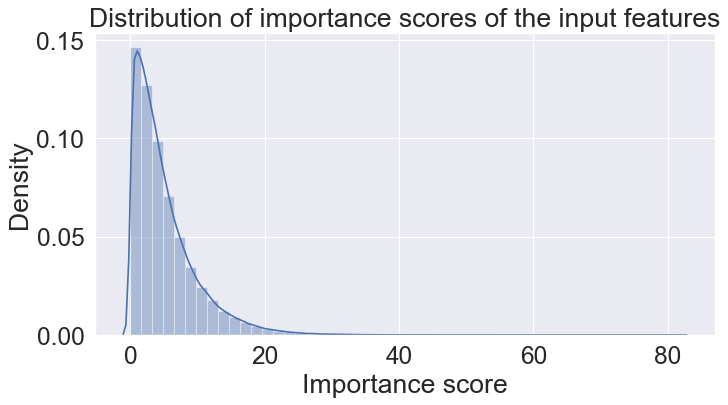 Distribution of importance scores of the input features
0.15
0.10
0.05
0.00
Density
0 20 40 60 80
Importance score